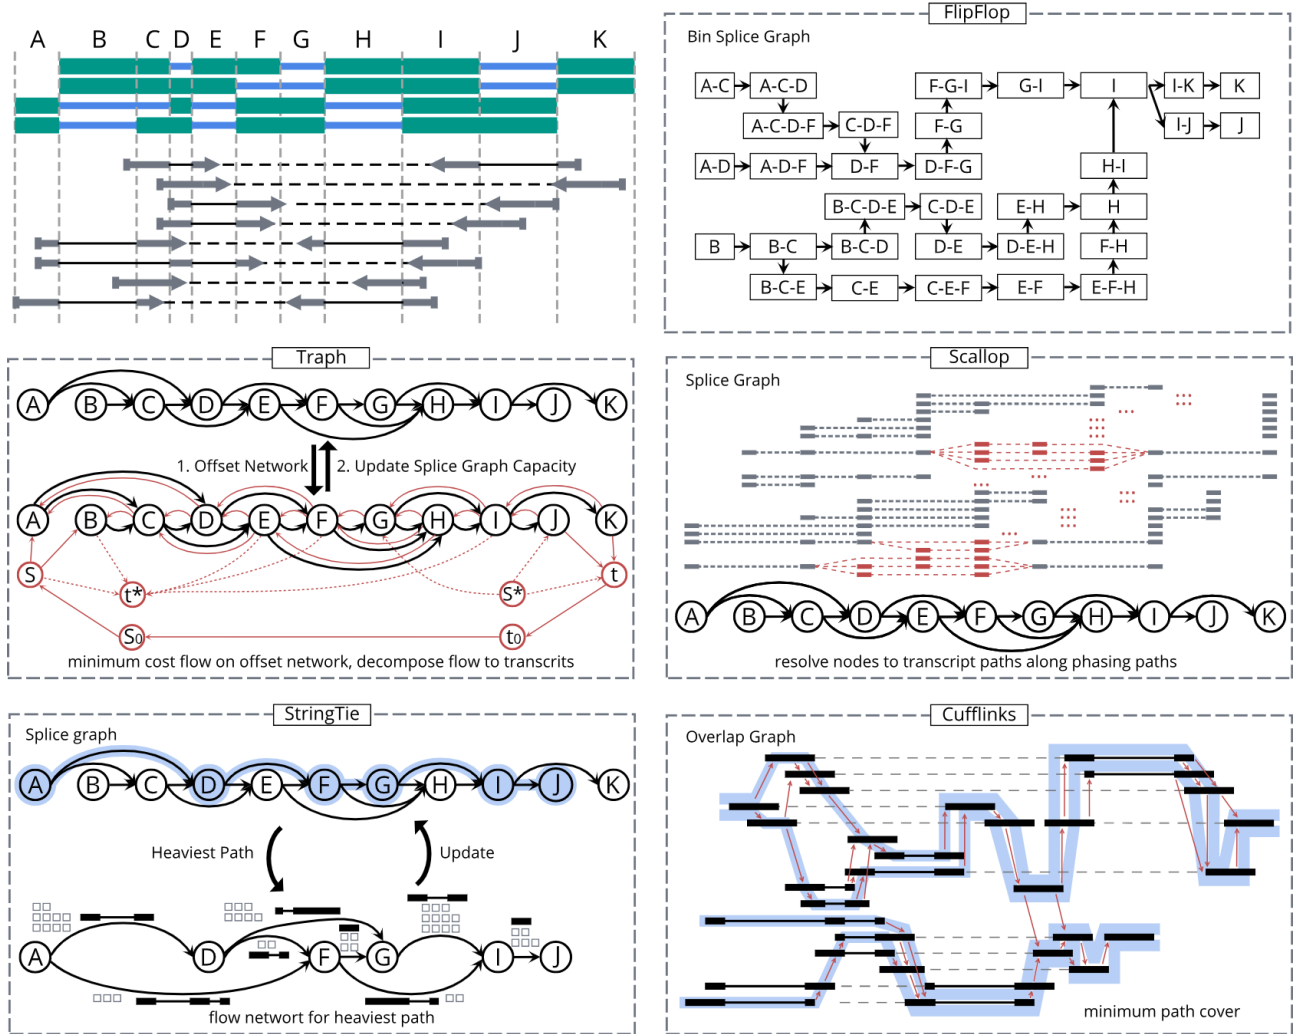 A B C D E F G H I J K
FlipFlop
Bin Splice Graph
A-C A-C-D F-G-I G-I I I-K K
A-C-D-F C-D-F F-G I-J J
A-D A-D-F D-F D-F-G H-I
B-C-D-E C-D-E E-H H
B B-C B-C-D D-E D-E-H F-H
B-C-E C-E C-E-F E-F E-F-H
Traph
A B C D E F G H I J K
1. Offset Network 2. Update Splice Graph Capacity
A B C D E F G H I J K
S t* S* t
S0 t0
minimum cost flow on offset network, decompose flow to transcrits
Scallop
Splice Graph
A B C D E F G H I J K
resolve nodes to transcript paths along phasing paths
StringTie
Splice graph
A B C D E F G H I J K
Heaviest Path Update
A D F G I J
flow networt for heaviest path
Cufflinks
Overlap Graph
minimum path cover